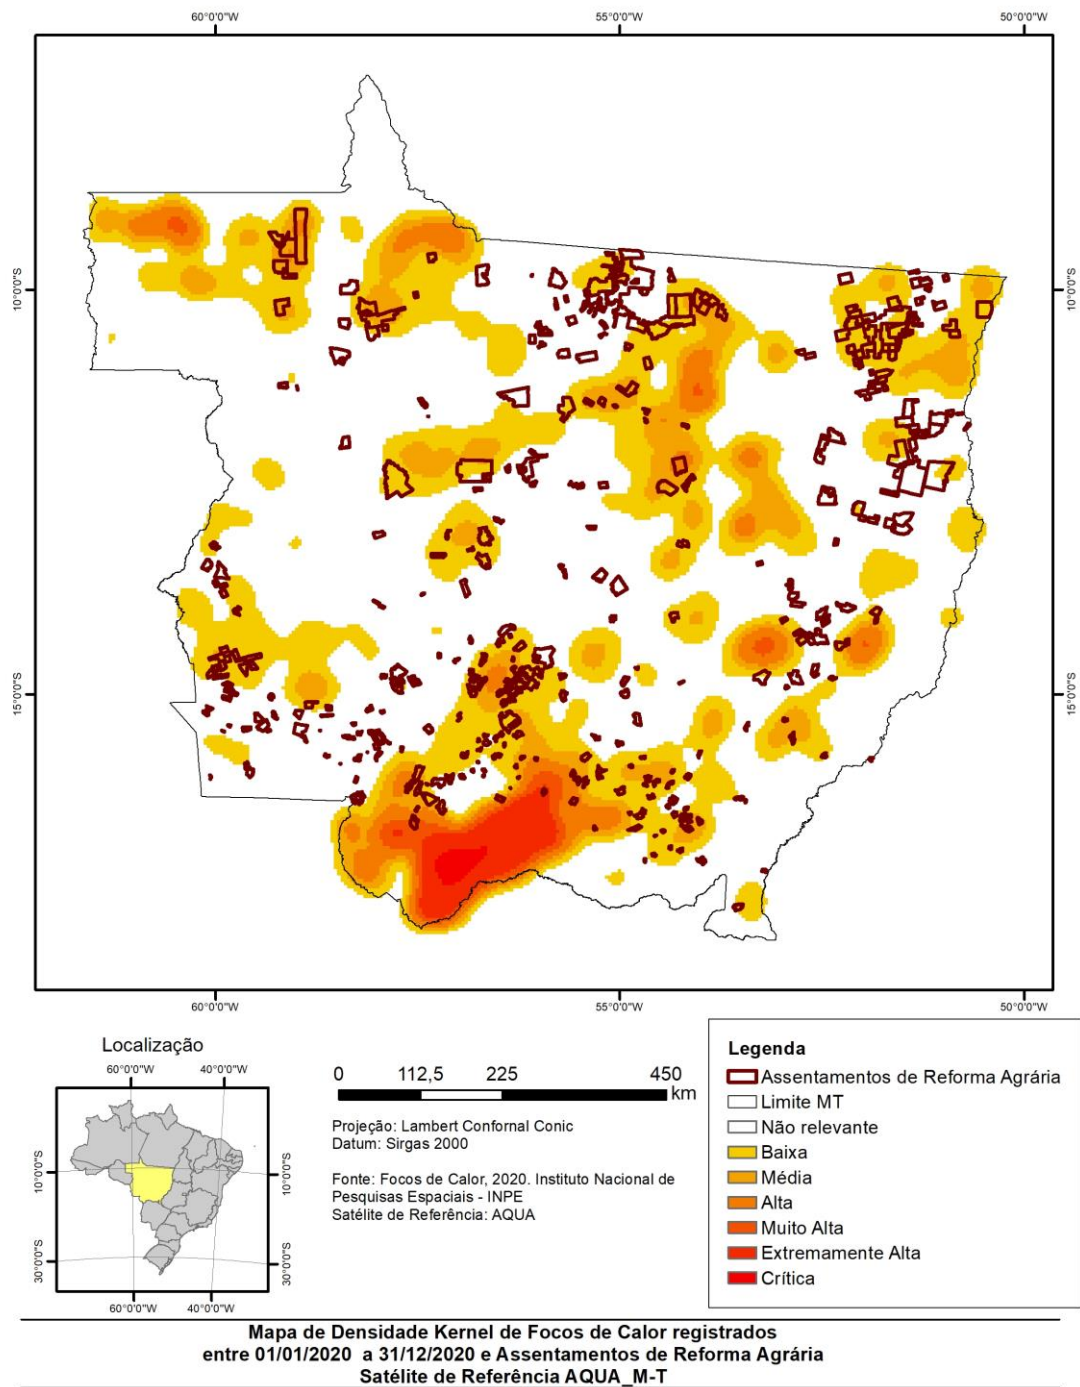 60°0'0"W 55°0'0"W 50°0'0"W
10°0'0"S 10°0'0"S
15°0'0"S 15°0'0"S
60°0'0"W 55°0'0"W 50°0'0"W
Localização
60°0'0"W 40°0'0"W
10°0'0"S 10°0'0"S
30°0'0"S 30°0'0"S
60°0'0"W 40°0'0"W
0 112,5 225 450
km
Projeção: Lambert Confornal Conic
Datum: Sirgas 2000
Fonte: Focos de Calor, 2020. Instituto Nacional de
Pesquisas Espaciais - INPE
Satélite de Referência: AQUA
Legenda
Assentamentos de Reforma Agrária
Limite MT
Não relevante
Baixa
Média
Alta
Muito Alta
Extremamente Alta
Crítica
Mapa de Densidade Kernel de Focos de Calor registrados
entre 01/01/2020 a 31/12/2020 e Assentamentos de Reforma Agrária
Satélite de Referência AQUA_M-T